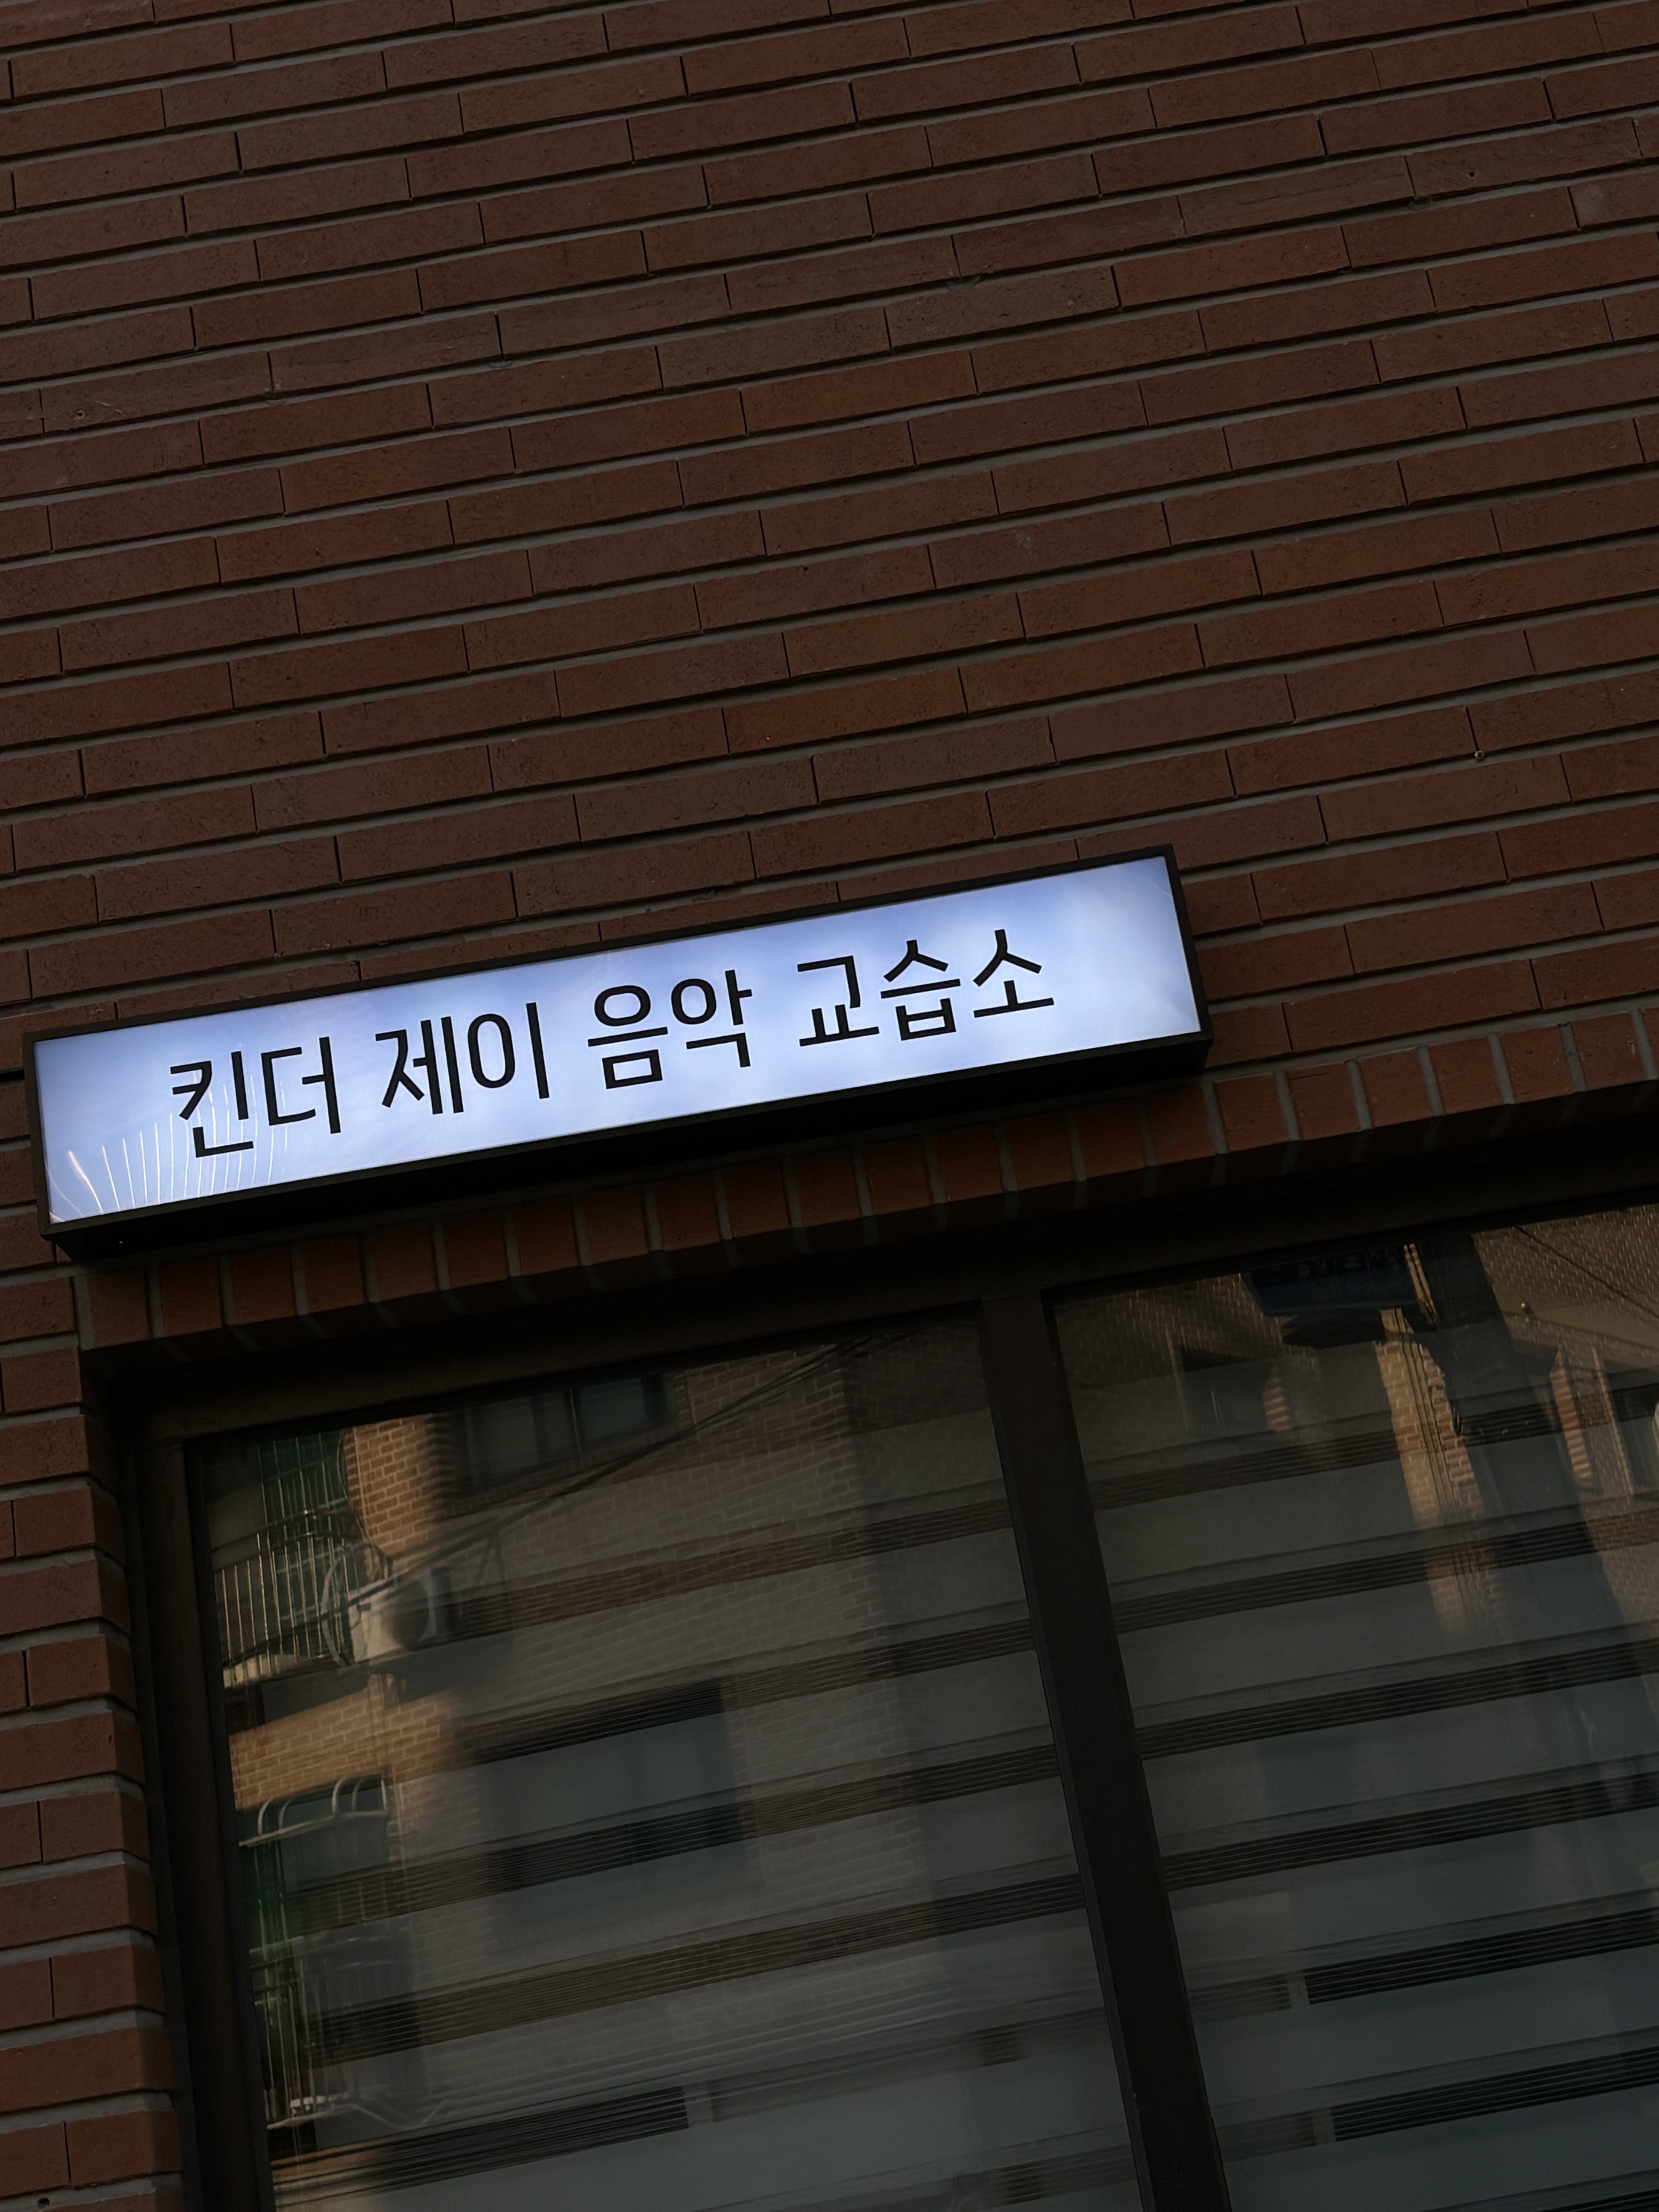 킨더 제이 음악 교습소